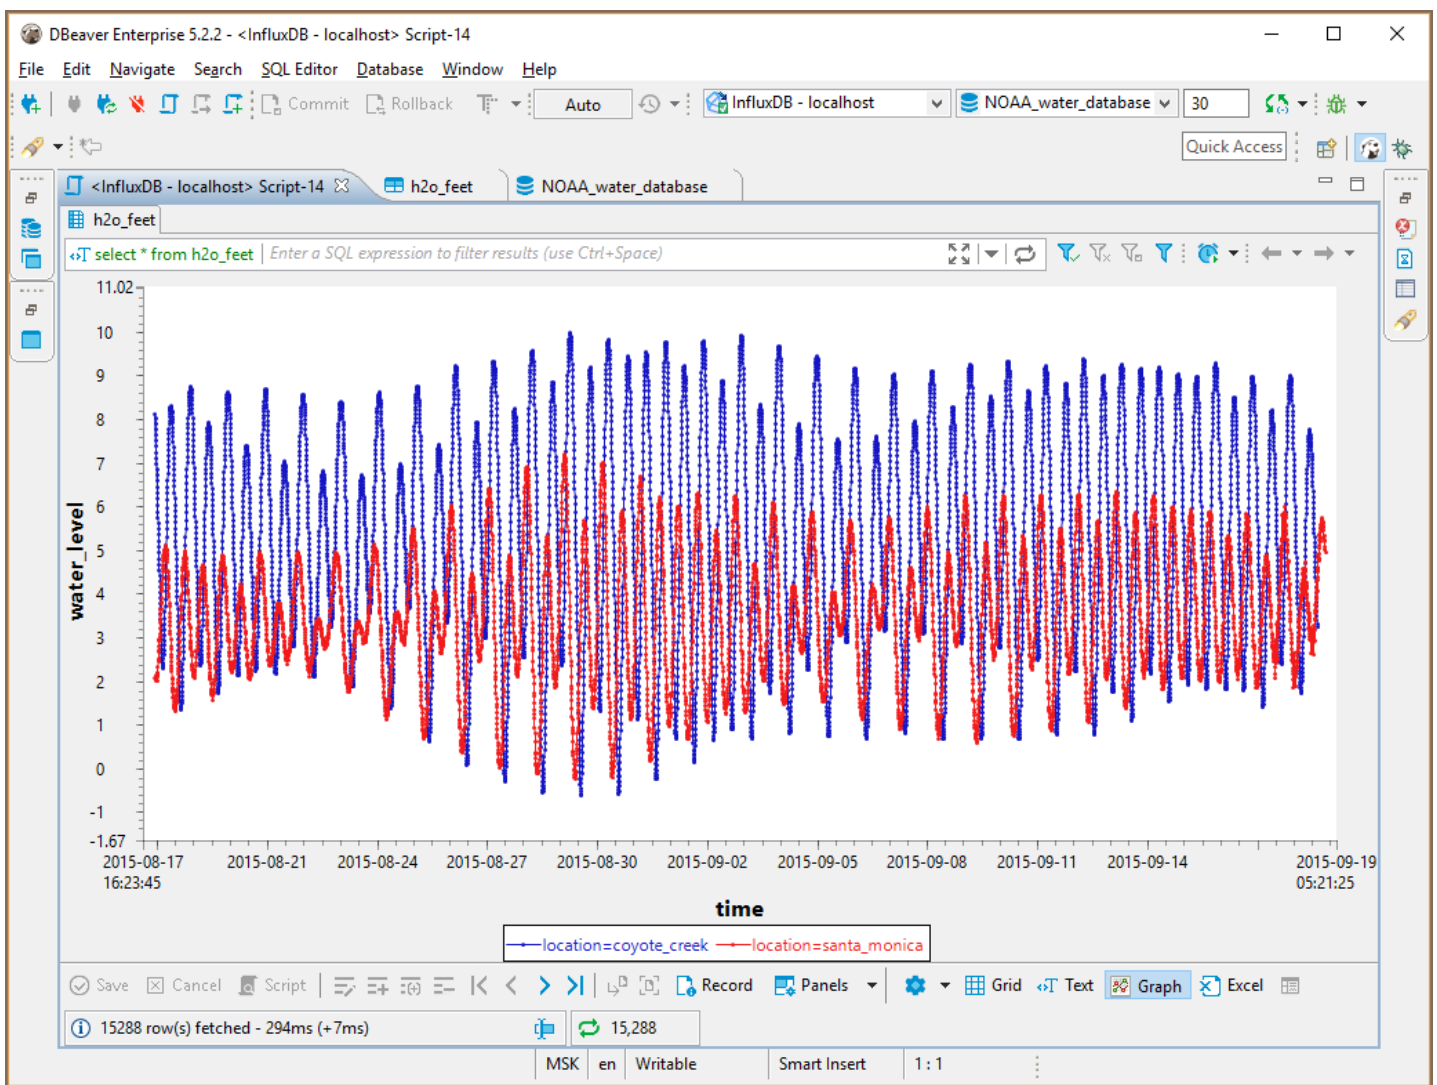 DBeaver Enterprise 5.2.2 - <InfluxDB - localhost> Script-14
File Edit Navigate Search SQL Editor Database Window Help
Commit Rollback Auto InfluxDB - localhost NOAA_water_database 30
Quick Access
<InfluxDB - localhost> Script-14 h2o_feet NOAA_water_database
h2o_feet
select * from h2o_feet Enter a SQL expression to filter results (use Ctrl+Space)
11.02
10
9
8
7
6
5
4
3
2
1
0
-1
-1.67
water_level
2015-08-17 2015-08-21 2015-08-24 2015-08-27 2015-08-30 2015-09-02 2015-09-05 2015-09-08 2015-09-11 2015-09-14 2015-09-19
16:23:45 05:21:25
time
location=coyote_creek location=santa_monica
Save Cancel Script Record Panels Grid Text Graph Excel
15288 row(s) fetched - 294ms (+7ms) 15,288
MSK en Writable Smart Insert 1 : 1